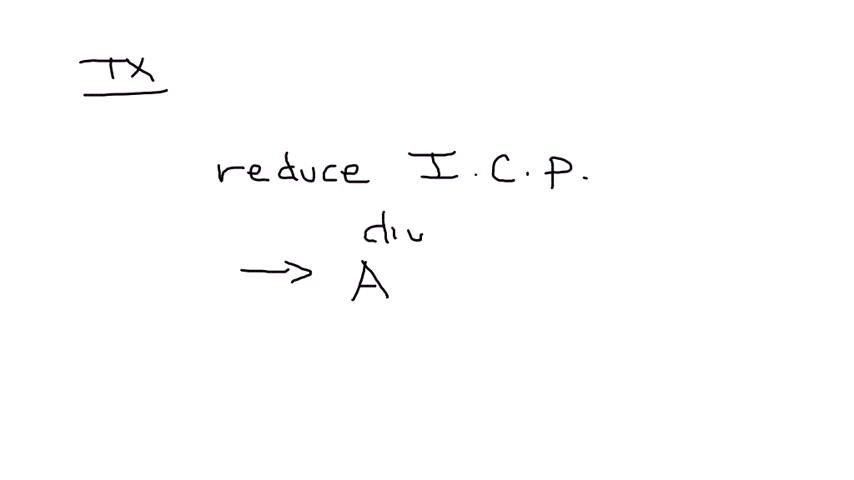 TX
reduce I.C.P.
div
→ A